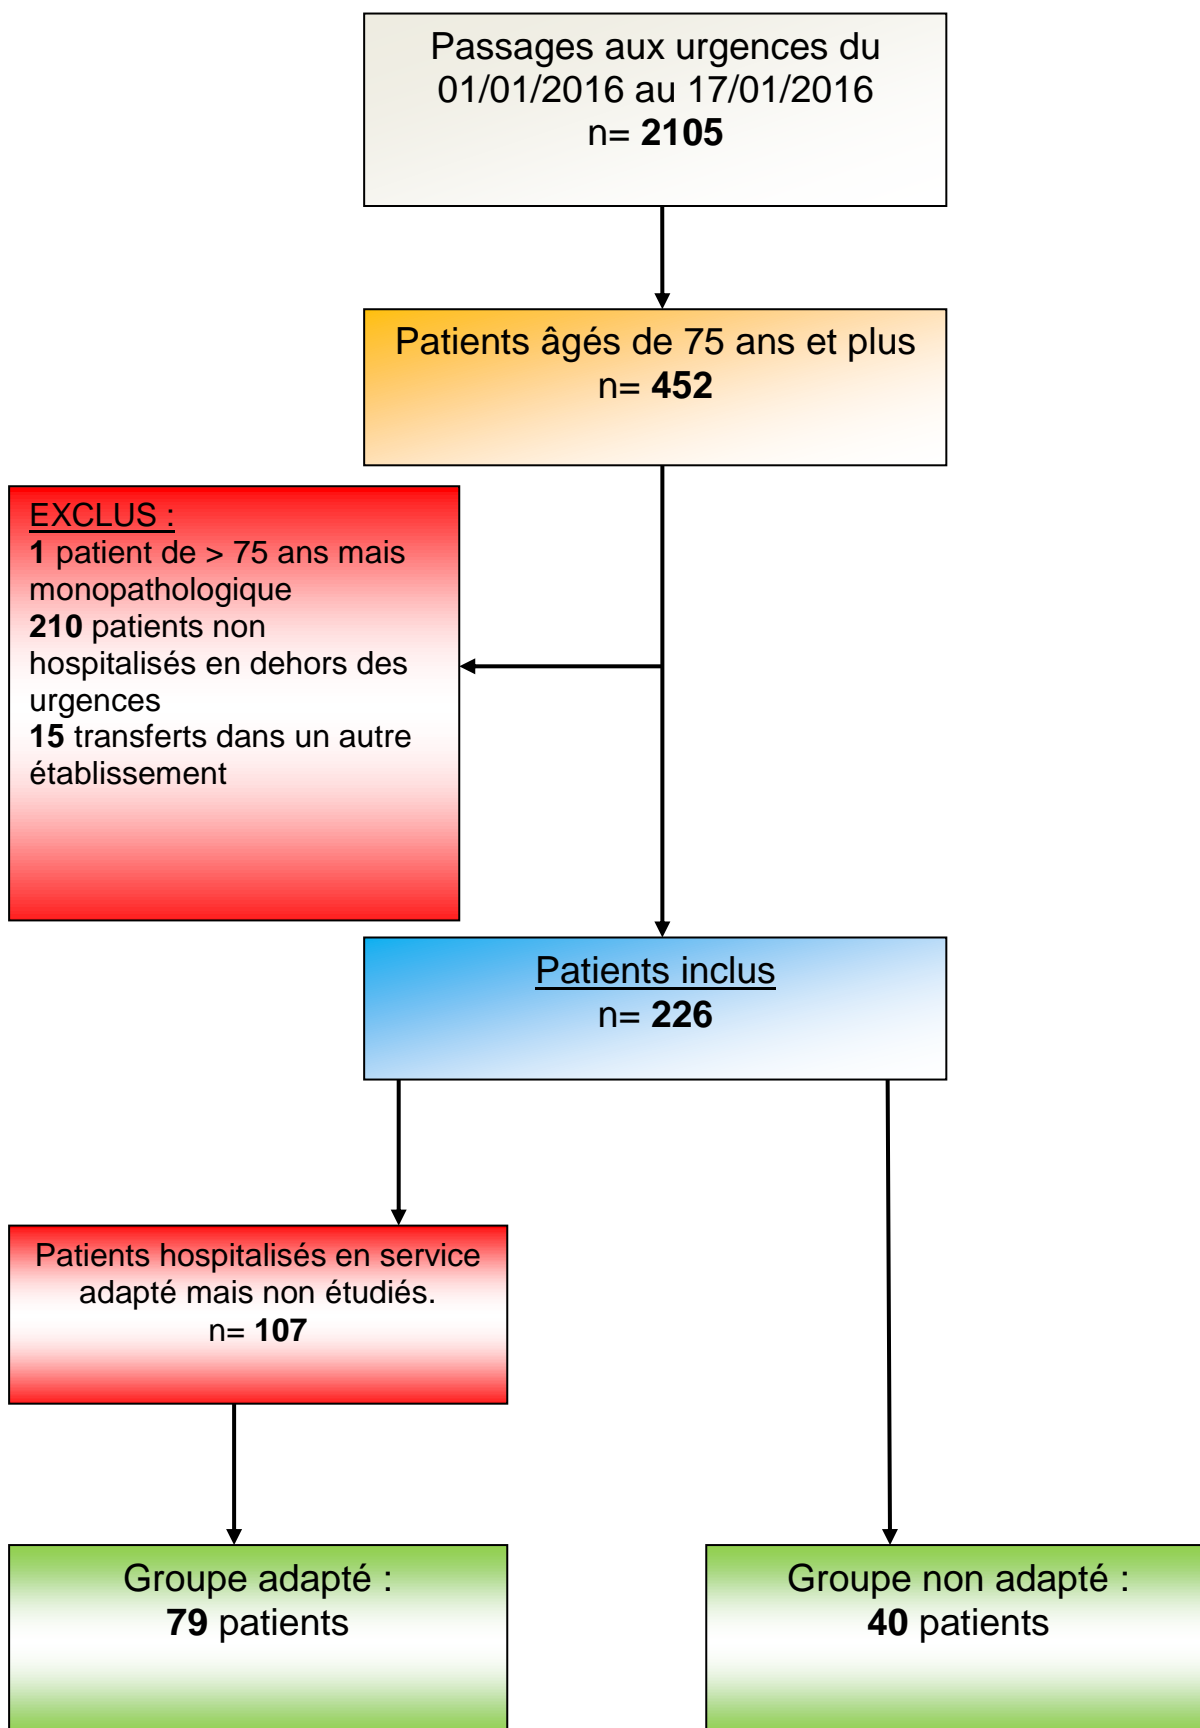 Passages aux urgences du
01/01/2016 au 17/01/2016
n= 2105
Patients âgés de 75 ans et plus
n= 452
EXCLUS :
1 patient de > 75 ans mais
monopathologique
210 patients non
hospitalisés en dehors des
urgences
15 transferts dans un autre
établissement
Patients inclus
n= 226
Patients hospitalisés en service
adapté mais non étudiés.
n= 107
Groupe adapté :
79 patients
Groupe non adapté :
40 patients